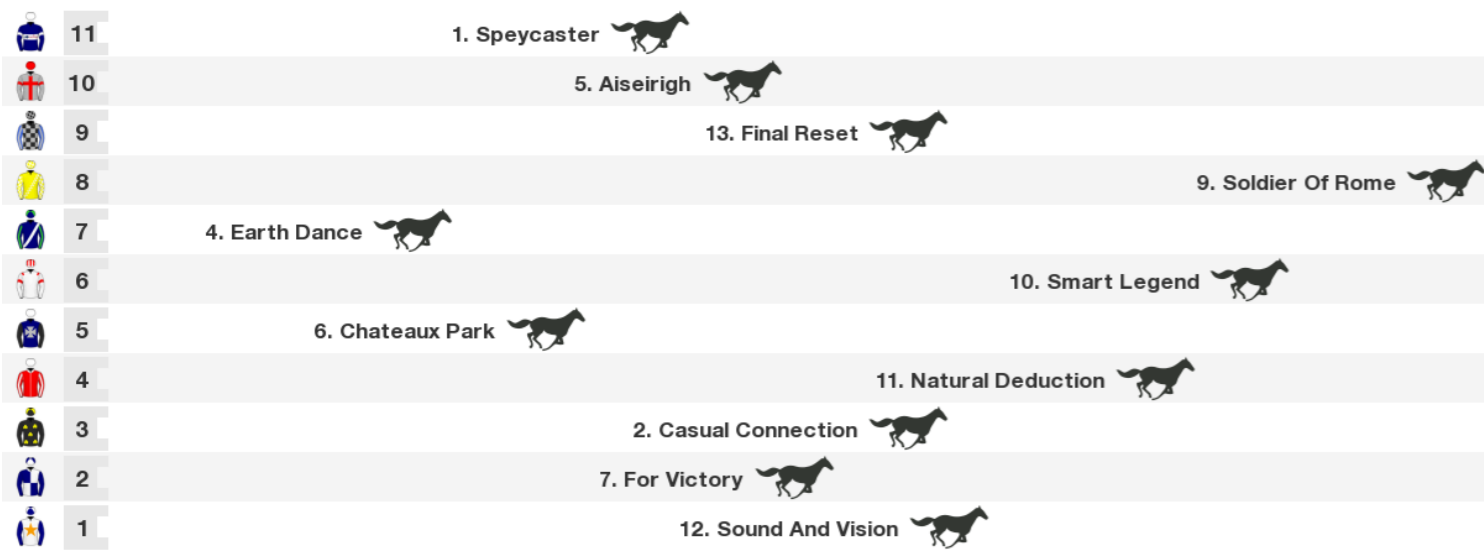 11 1. Speycaster
10 5. Aiseirigh
9 13. Final Reset
8 9. Soldier Of Rome
7 4. Earth Dance
6 10. Smart Legend
5 6. Chateaux Park
4 11. Natural Deduction
3 2. Casual Connection
2 7. For Victory
1 12. Sound And Vision